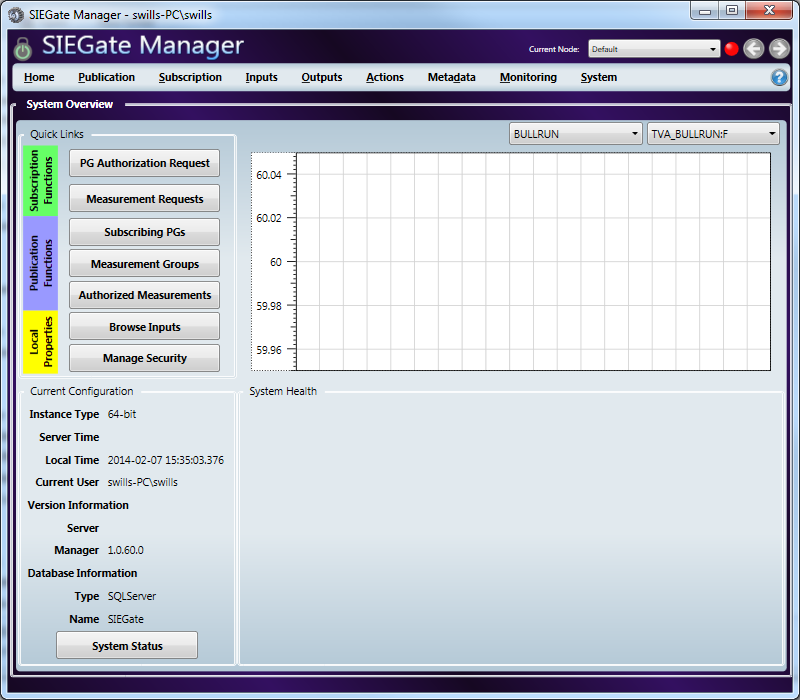 SIEGate Manager - swills-PC\swills
SIEGate Manager
Current Node: Default
Home Publication Subscription Inputs Outputs Actions Metadata Monitoring System
System Overview
Quick Links
BULLRUN TVA_BULLRUN:F
Subscription
Functions
PG Authorization Request
Measurement Requests
Publication
Functions
Subscribing PGs
Measurement Groups
Authorized Measurements
Local
Properties
Browse Inputs
Manage Security
60.04
60.02
60
59.98
59.96
Current Configuration
Instance Type 64-bit
Server Time
Local Time 2014-02-07 15:35:03.376
Current User swills-PC\swills
Version Information
Server
Manager 1.0.60.0
Database Information
Type SQLServer
Name SIEGate
System Status
System Health